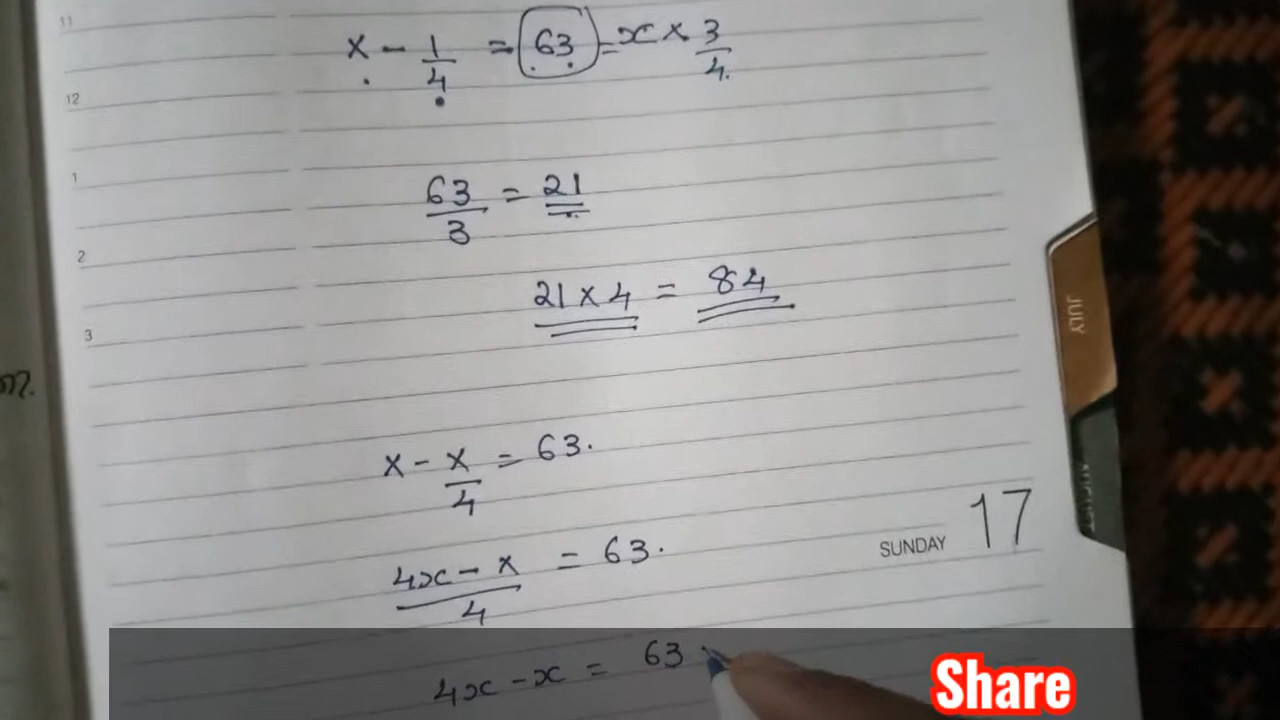 11
x - 1/4 = 63 = x × 3/4
12
1
63/3 = 21
2
21 × 4 = 84
3
x - x/4 = 63.
(4x - x)/4 = 63.
4x - x = 63
SUNDAY 17
JULY
AUGUST
Share